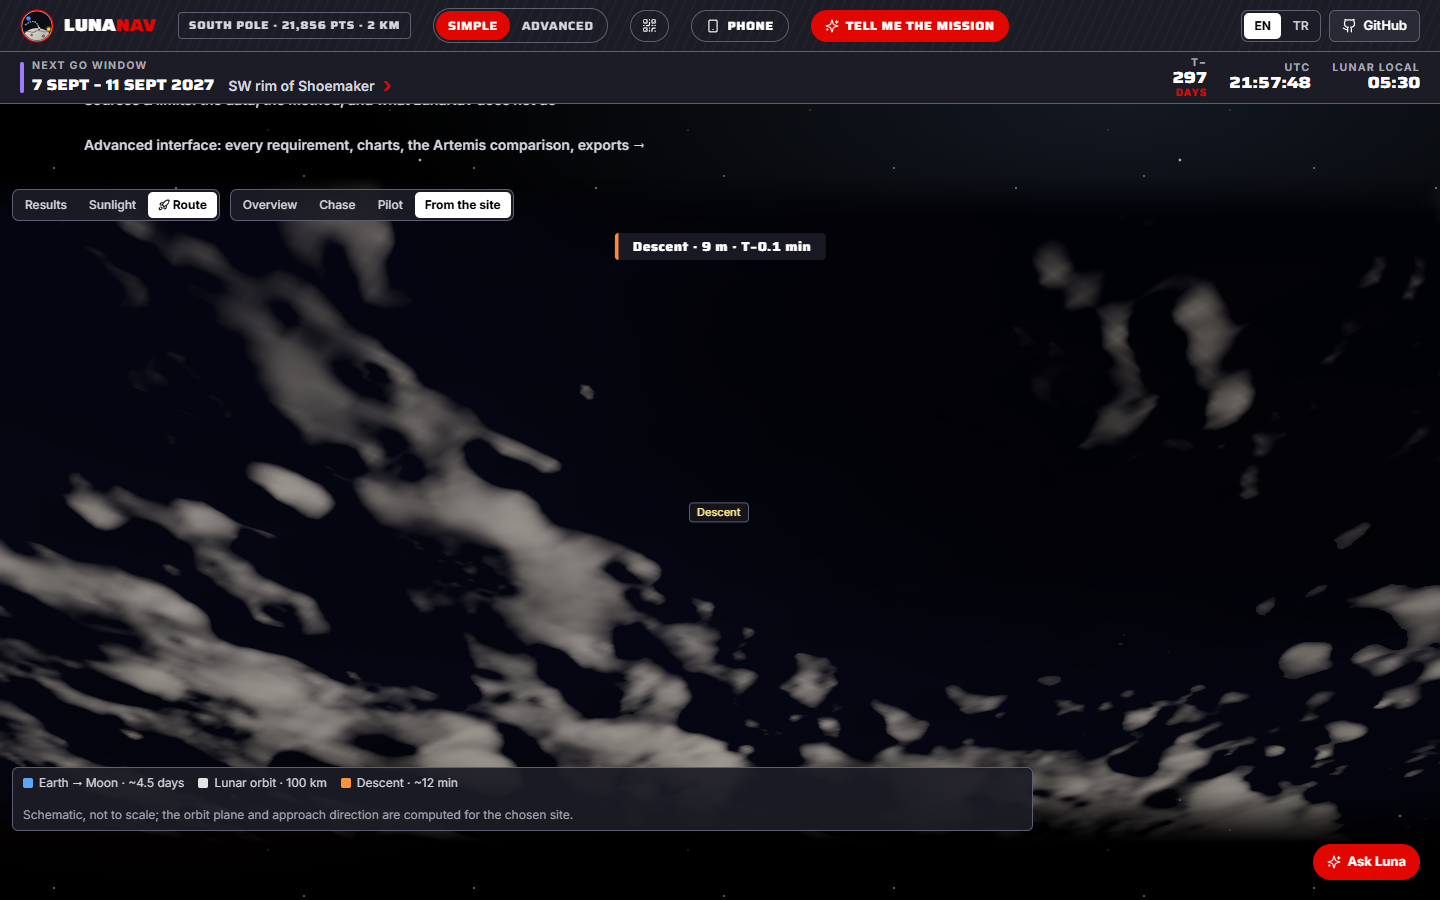 LUNANAV
SOUTH POLE · 21,856 PTS · 2 KM
SIMPLE
ADVANCED
PHONE
TELL ME THE MISSION
EN
TR
GitHub
NEXT GO WINDOW
7 SEPT – 11 SEPT 2027 SW rim of Shoemaker
T−
297
DAYS
UTC
21:57:48
LUNAR LOCAL
05:30
Advanced interface: every requirement, charts, the Artemis comparison, exports →
Results
Sunlight
Route
Overview
Chase
Pilot
From the site
Descent · 9 m · T−0.1 min
Descent
Earth → Moon · ~4.5 days
Lunar orbit · 100 km
Descent · ~12 min
Schematic, not to scale; the orbit plane and approach direction are computed for the chosen site.
Ask Luna